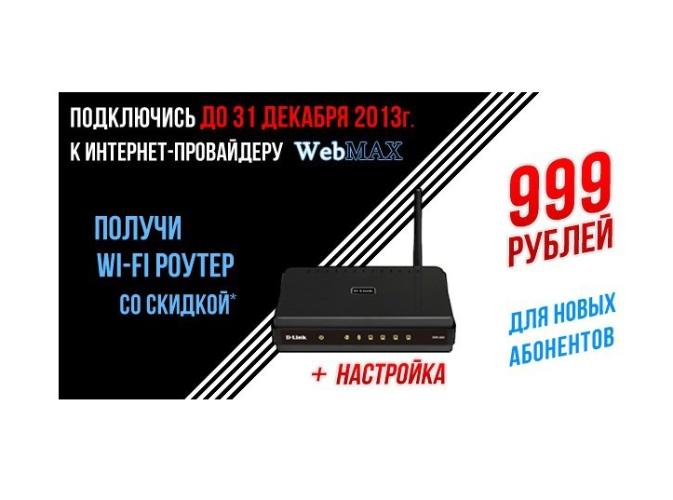 ПОДКЛЮЧИСЬ ДО 31 ДЕКАБРЯ 2013г.
К ИНТЕРНЕТ-ПРОВАЙДЕРУ WebMAX
ПОЛУЧИ
WI-FI РОУТЕР
СО СКИДКОЙ*
999
РУБЛЕЙ
ДЛЯ НОВЫХ
АБОНЕНТОВ
D-Link
D-Link
+ НАСТРОЙКА